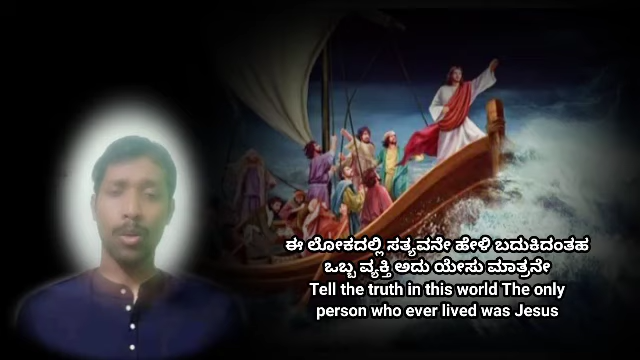 ಈ ಲೋಕದಲ್ಲಿ ಸತ್ಯವನೇ ಹೇಳಿ ಬದುಕಿದಂತಹ
ಒಬ್ಬ ವ್ಯಕ್ತಿ ಅದು ಯೇಸು ಮಾತ್ರನೇ
Tell the truth in this world The only
person who ever lived was Jesus